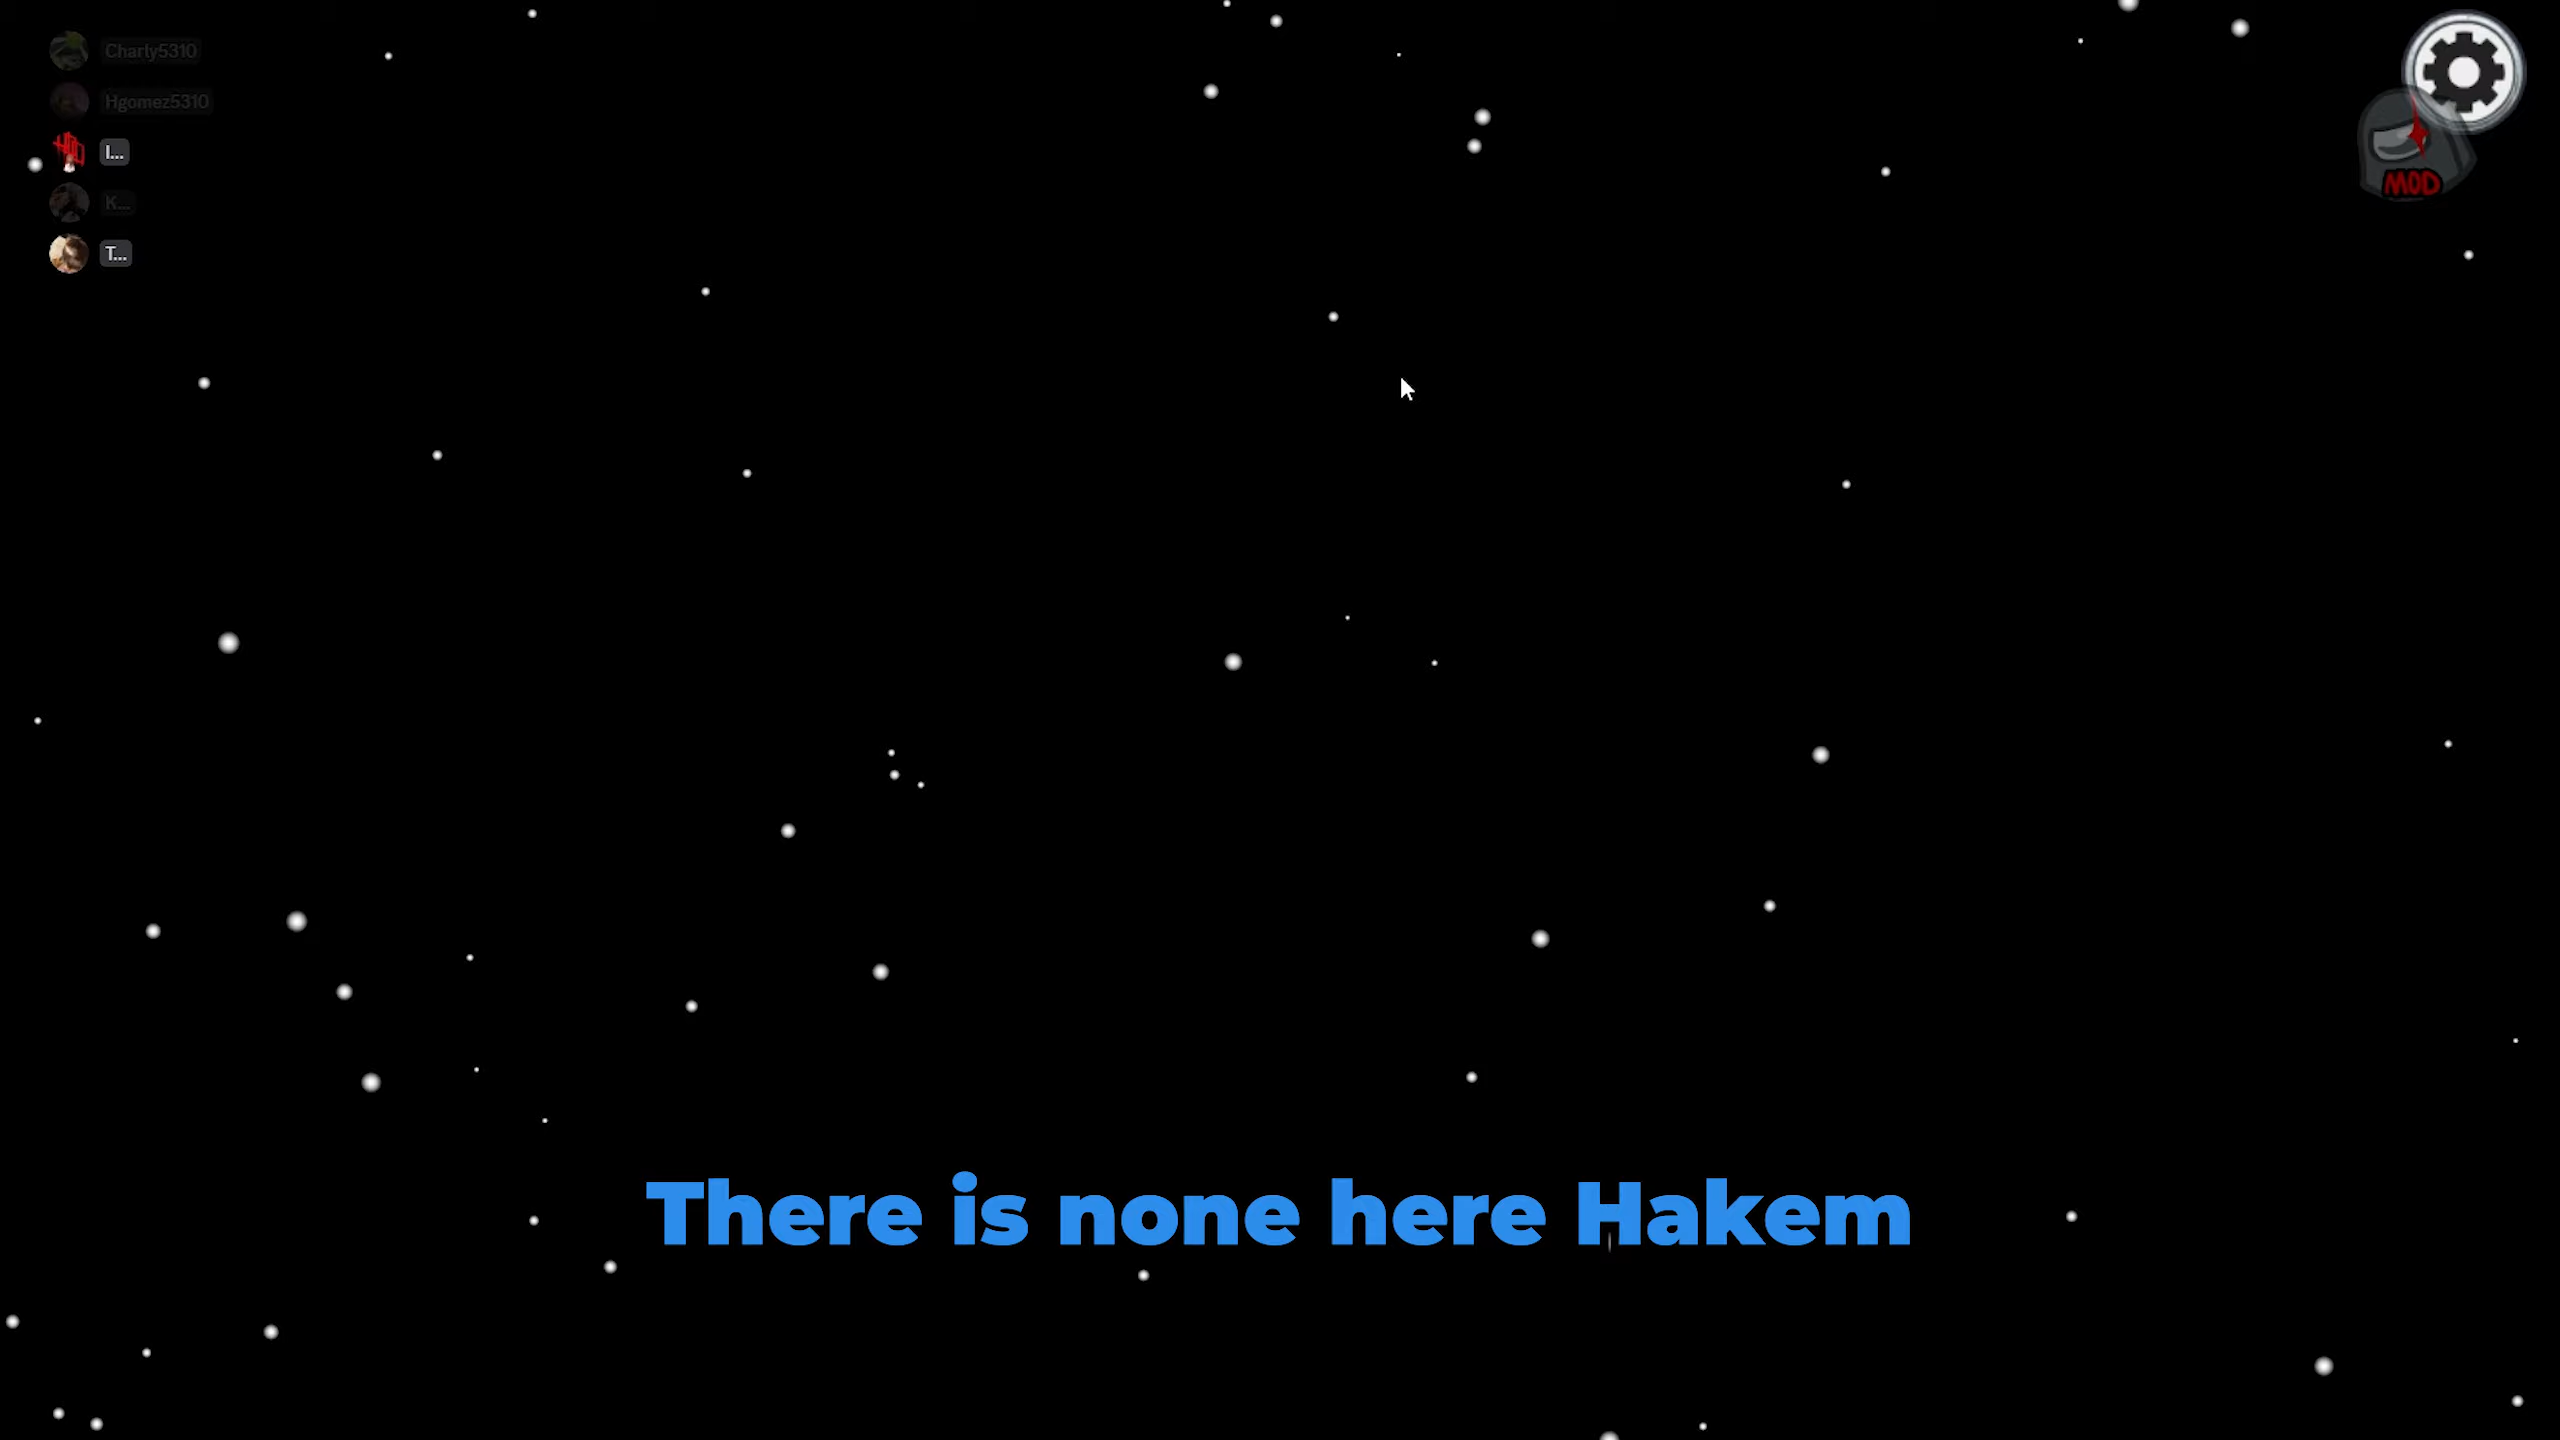 Charly5310
Hgomez5310
I...
K...
T...
MOD
There is none here Hakem